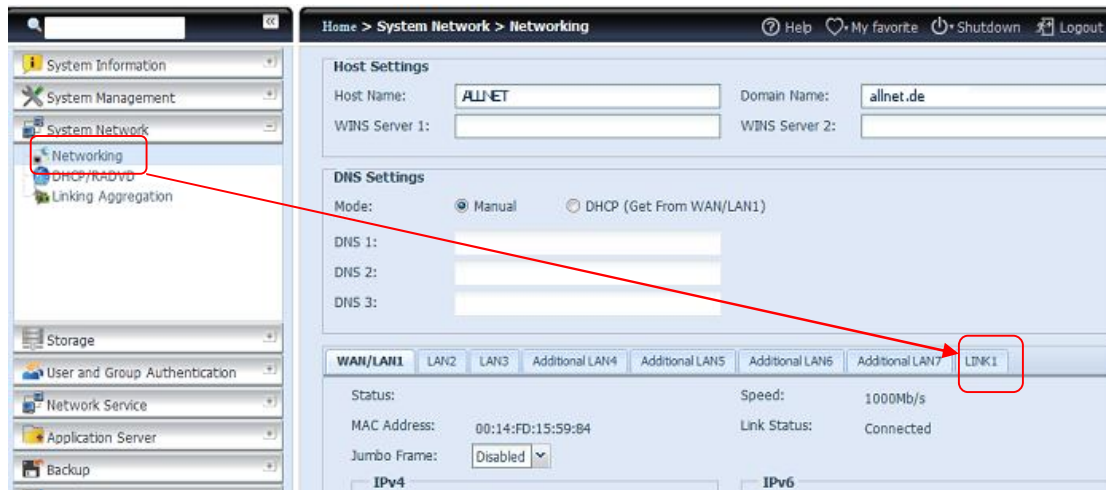 Home > System Network > Networking
Help My favorite Shutdown Logout
System Information
System Management
System Network
Networking
DHCP/RADVD
Linking Aggregation
Storage
User and Group Authentication
Network Service
Application Server
Backup
Host Settings
Host Name: ALLNET Domain Name: allnet.de
WINS Server 1: WINS Server 2:
DNS Settings
Mode: Manual DHCP (Get From WAN/LAN1)
DNS 1:
DNS 2:
DNS 3:
WAN/LAN1 LAN2 LAN3 Additional LAN4 Additional LAN5 Additional LAN6 Additional LAN7 LINK1
Status: Speed: 1000Mb/s
MAC Address: 00:14:FD:15:59:84 Link Status: Connected
Jumbo Frame: Disabled
IPv4 IPv6